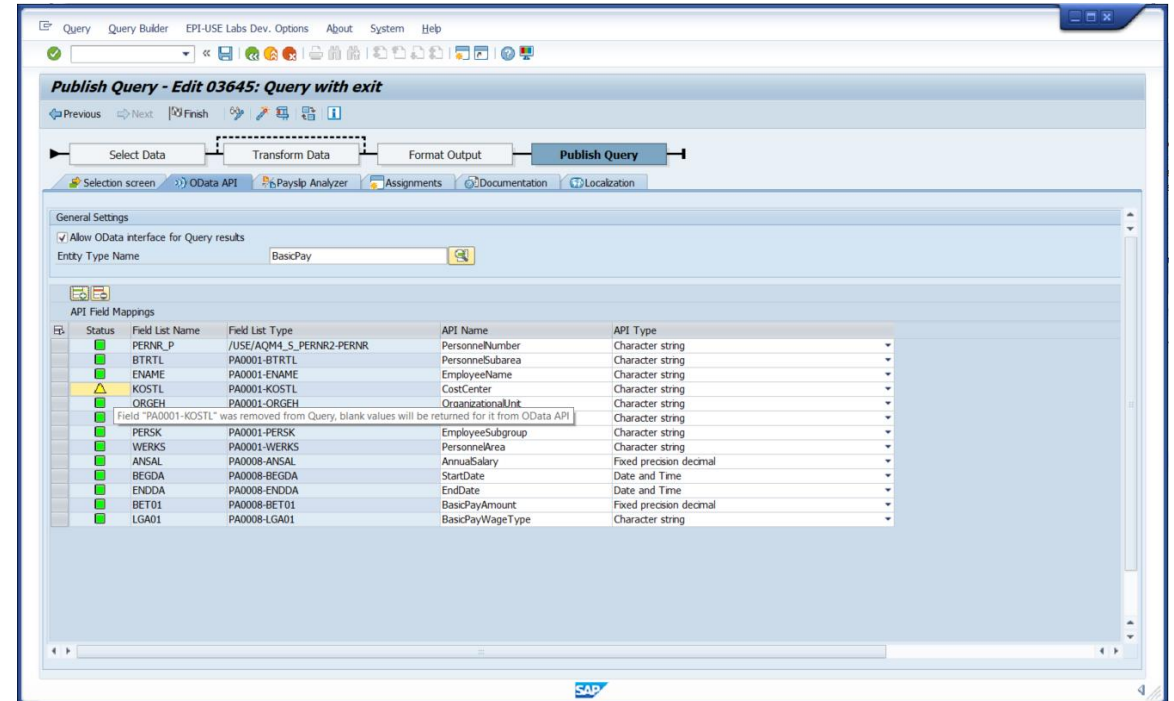 Query Query Builder EPI-USE Labs Dev. Options About System Help
Publish Query - Edit 03645: Query with exit
Previous Next Finish
Select Data Transform Data Format Output Publish Query
Selection screen OData API Payslip Analyzer Assignments Documentation Localization
General Settings
Allow OData interface for Query results
Entity Type Name BasicPay
API Field Mappings
Status Field List Name Field List Type API Name API Type
PERNR_P /USE/AQM4_S_PERNR2-PERNR PersonnelNumber Character string
BTRTL PA0001-BTRTL PersonnelSubarea Character string
ENAME PA0001-ENAME EmployeeName Character string
KOSTL PA0001-KOSTL CostCenter Character string
ORGEH PA0001-ORGEH OrganizationalUnit Character string
Field "PA0001-KOSTL" was removed from Query, blank values will be returned for it from OData API Character string
PERSK PA0001-PERSK EmployeeSubgroup Character string
WERKS PA0001-WERKS PersonnelArea Character string
ANSAL PA0008-ANSAL AnnualSalary Fixed precision decimal
BEGDA PA0008-BEGDA StartDate Date and Time
ENDDA PA0008-ENDDA EndDate Date and Time
BET01 PA0008-BET01 BasicPayAmount Fixed precision decimal
LGA01 PA0008-LGA01 BasicPayWageType Character string
SAP